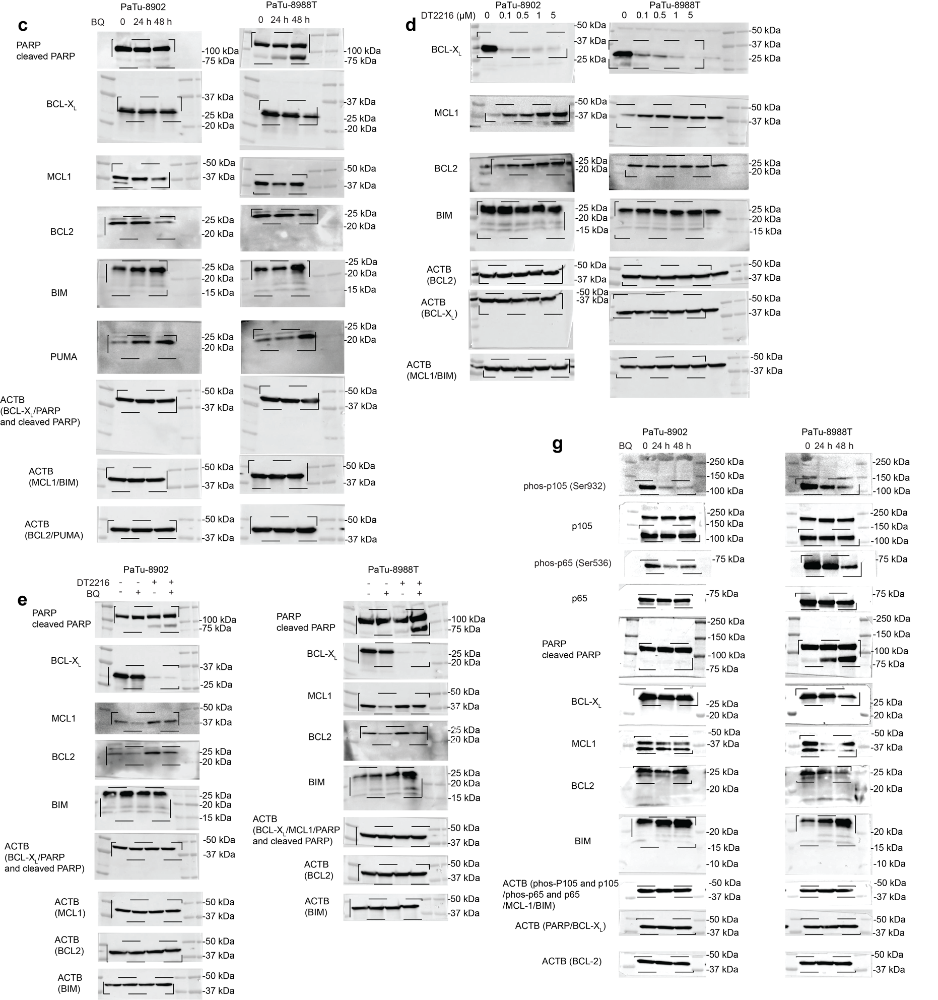 c
PaTu-8902
PaTu-8988T
BQ 0 24 h 48 h
0 24 h 48 h
PARP
cleaved PARP
-100 kDa
-75 kDa
-100 kDa
-75 kDa
BCL-XL
-37 kDa
-25 kDa
-20 kDa
-37 kDa
-25 kDa
-20 kDa
MCL1
-50 kDa
-37 kDa
-50 kDa
-37 kDa
BCL2
-25 kDa
-20 kDa
-25 kDa
-20 kDa
BIM
-25 kDa
-20 kDa
-15 kDa
-25 kDa
-20 kDa
-15 kDa
PUMA
-25 kDa
-20 kDa
-25 kDa
-20 kDa
ACTB
(BCL-XL/PARP
and cleaved PARP)
-50 kDa
-37 kDa
-50 kDa
-37 kDa
ACTB
(MCL1/BIM)
-50 kDa
-37 kDa
-50 kDa
-37 kDa
ACTB
(BCL2/PUMA)
-50 kDa
-37 kDa
-50 kDa
-37 kDa
d
PaTu-8902
PaTu-8988T
DT2216 (µM) 0 0.1 0.5 1 5
0 0.1 0.5 1 5
BCL-XL
-50 kDa
-37 kDa
-25 kDa
-50 kDa
-37 kDa
-25 kDa
MCL1
-50 kDa
-37 kDa
-50 kDa
-37 kDa
BCL2
-25 kDa
-20 kDa
-25 kDa
-20 kDa
BIM
-25 kDa
-20 kDa
-15 kDa
-25 kDa
-20 kDa
-15 kDa
ACTB
(BCL2)
-50 kDa
-37 kDa
-50 kDa
-37 kDa
ACTB
(BCL-XL)
-50 kDa
-37 kDa
-50 kDa
-37 kDa
ACTB
(MCL1/BIM)
-50 kDa
-37 kDa
e
PaTu-8902
DT2216 - - + +
BQ - + - +
PARP
cleaved PARP
-100 kDa
-75 kDa
BCL-XL
-37 kDa
-25 kDa
MCL1
-50 kDa
-37 kDa
BCL2
-25 kDa
-20 kDa
BIM
-25 kDa
-20 kDa
-15 kDa
ACTB
(BCL-XL/PARP
and cleaved PARP)
-50 kDa
-37 kDa
ACTB
(MCL1)
-50 kDa
-37 kDa
ACTB
(BCL2)
-50 kDa
-37 kDa
ACTB
(BIM)
-50 kDa
-37 kDa
PaTu-8988T
- - + +
- + - +
PARP
cleaved PARP
-100 kDa
-75 kDa
BCL-XL
-25 kDa
-20 kDa
MCL1
-50 kDa
-37 kDa
BCL2
-25 kDa
-20 kDa
BIM
-25 kDa
-20 kDa
-15 kDa
ACTB
(BCL-XL/MCL1/PARP
and cleaved PARP)
-50 kDa
-37 kDa
ACTB
(BCL2)
-50 kDa
-37 kDa
ACTB
(BIM)
-50 kDa
-37 kDa
g
PaTu-8902
PaTu-8988T
BQ 0 24 h 48 h
0 24 h 48 h
phos-p105 (Ser932)
-250 kDa
-150 kDa
-100 kDa
-250 kDa
-150 kDa
-100 kDa
p105
-250 kDa
-150 kDa
-100 kDa
-250 kDa
-150 kDa
-100 kDa
phos-p65 (Ser536)
-75 kDa
-75 kDa
p65
-75 kDa
-75 kDa
PARP
cleaved PARP
-250 kDa
-150 kDa
-100 kDa
-75 kDa
-250 kDa
-150 kDa
-100 kDa
-75 kDa
BCL-XL
-25 kDa
-20 kDa
-25 kDa
-20 kDa
MCL1
-50 kDa
-37 kDa
-50 kDa
-37 kDa
BCL2
-25 kDa
-20 kDa
-25 kDa
-20 kDa
BIM
-20 kDa
-15 kDa
-10 kDa
-20 kDa
-15 kDa
-10 kDa
ACTB (phos-P105 and p105
/phos-p65 and p65
/MCL-1/BIM)
-50 kDa
-37 kDa
-50 kDa
-37 kDa
ACTB (PARP/BCL-XL)
-50 kDa
-37 kDa
-50 kDa
-37 kDa
ACTB (BCL-2)
-50 kDa
-37 kDa
-50 kDa
-37 kDa